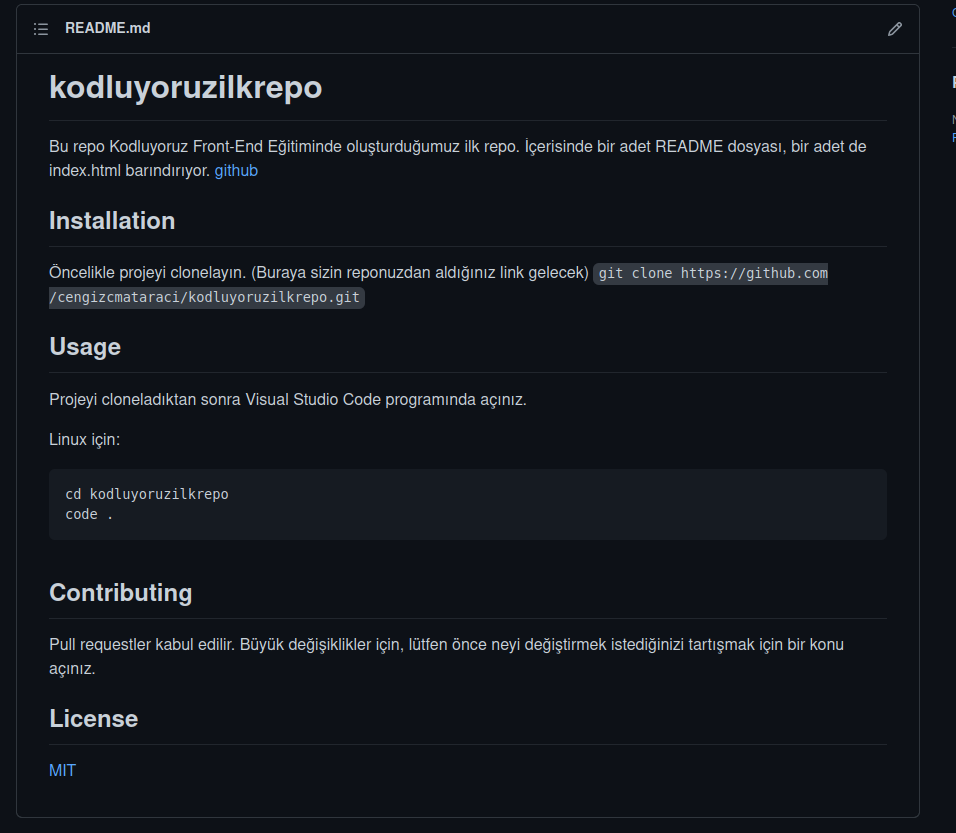 README.md
kodluyoruzilkrepo
Bu repo Kodluyoruz Front-End Eğitiminde oluşturduğumuz ilk repo. İçerisinde bir adet README dosyası, bir adet de
index.html barındırıyor. github
Installation
Öncelikle projeyi clonelayın. (Buraya sizin reponuzdan aldığınız link gelecek) git clone https://github.com
/cengizcmataraci/kodluyoruzilkrepo.git
Usage
Projeyi cloneladıktan sonra Visual Studio Code programında açınız.
Linux için:
cd kodluyoruzilkrepo
code .
Contributing
Pull requestler kabul edilir. Büyük değişiklikler için, lütfen önce neyi değiştirmek istediğinizi tartışmak için bir konu
açınız.
License
MIT